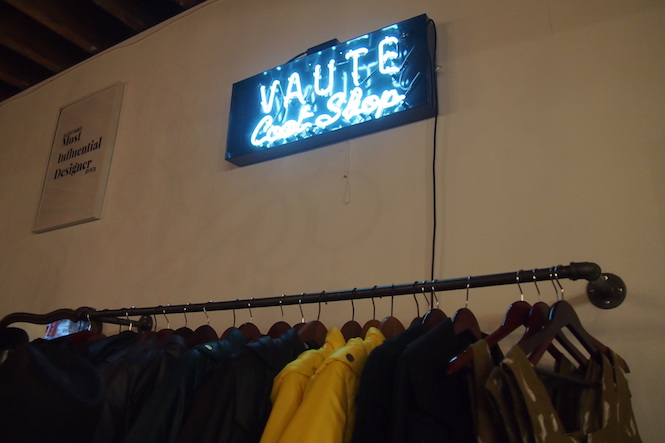 VAUTE
Coat Shop
Most
Influential
Designer